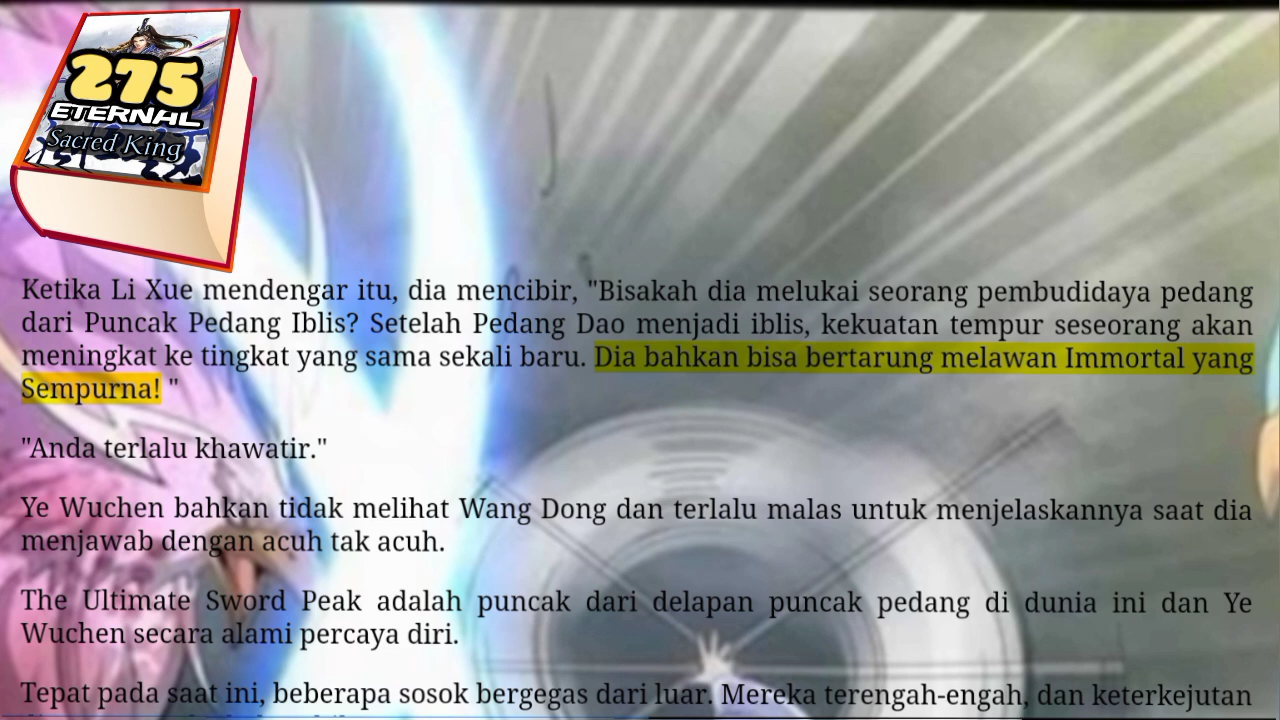 275
ETERNAL
Sacred King
Ketika Li Xue mendengar itu, dia mencibir, "Bisakah dia melukai seorang pembudidaya pedang
dari Puncak Pedang Iblis? Setelah Pedang Dao menjadi iblis, kekuatan tempur seseorang akan
meningkat ke tingkat yang sama sekali baru. Dia bahkan bisa bertarung melawan Immortal yang
Sempurna! "
"Anda terlalu khawatir."
Ye Wuchen bahkan tidak melihat Wang Dong dan terlalu malas untuk menjelaskannya saat dia
menjawab dengan acuh tak acuh.
The Ultimate Sword Peak adalah puncak dari delapan puncak pedang di dunia ini dan Ye
Wuchen secara alami percaya diri.
Tepat pada saat ini, beberapa sosok bergegas dari luar. Mereka terengah-engah, dan keterkejutan